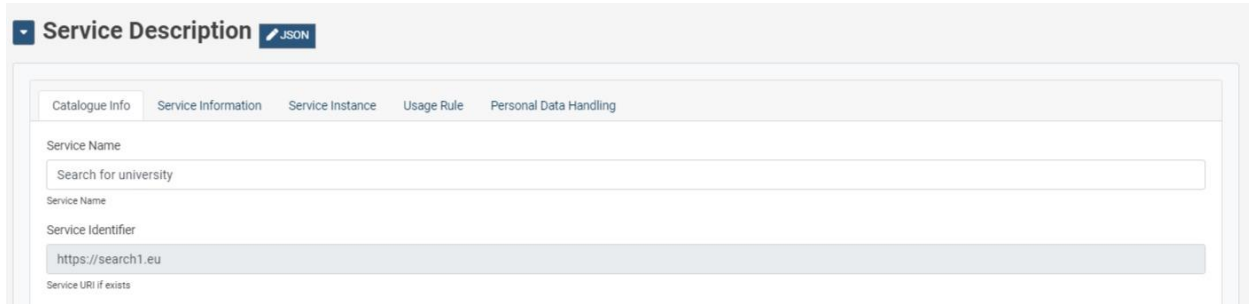 Service Description JSON
Catalogue Info Service Information Service Instance Usage Rule Personal Data Handling
Service Name
Search for university
Service Name
Service Identifier
https://search1.eu
Service URI if exists